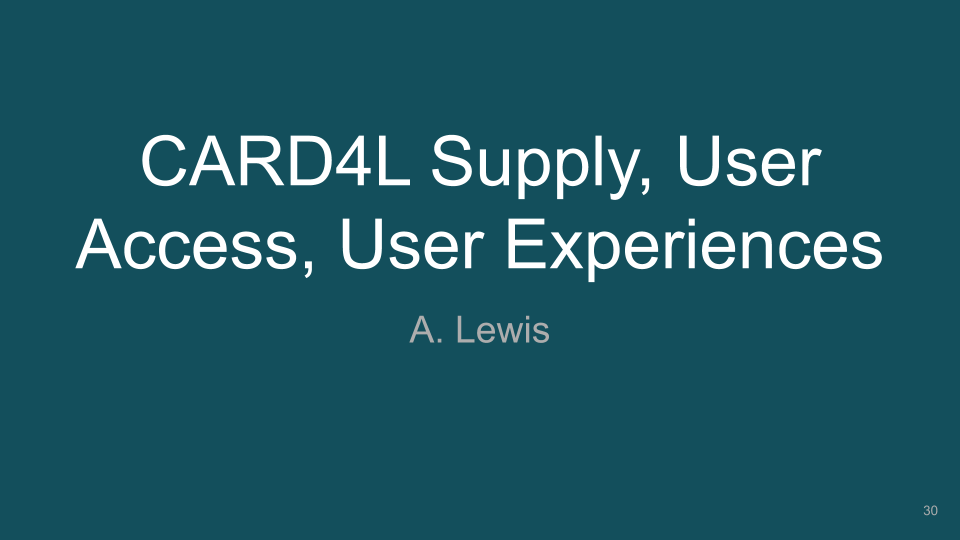 CARD4L Supply, User
Access, User Experiences
A. Lewis
30